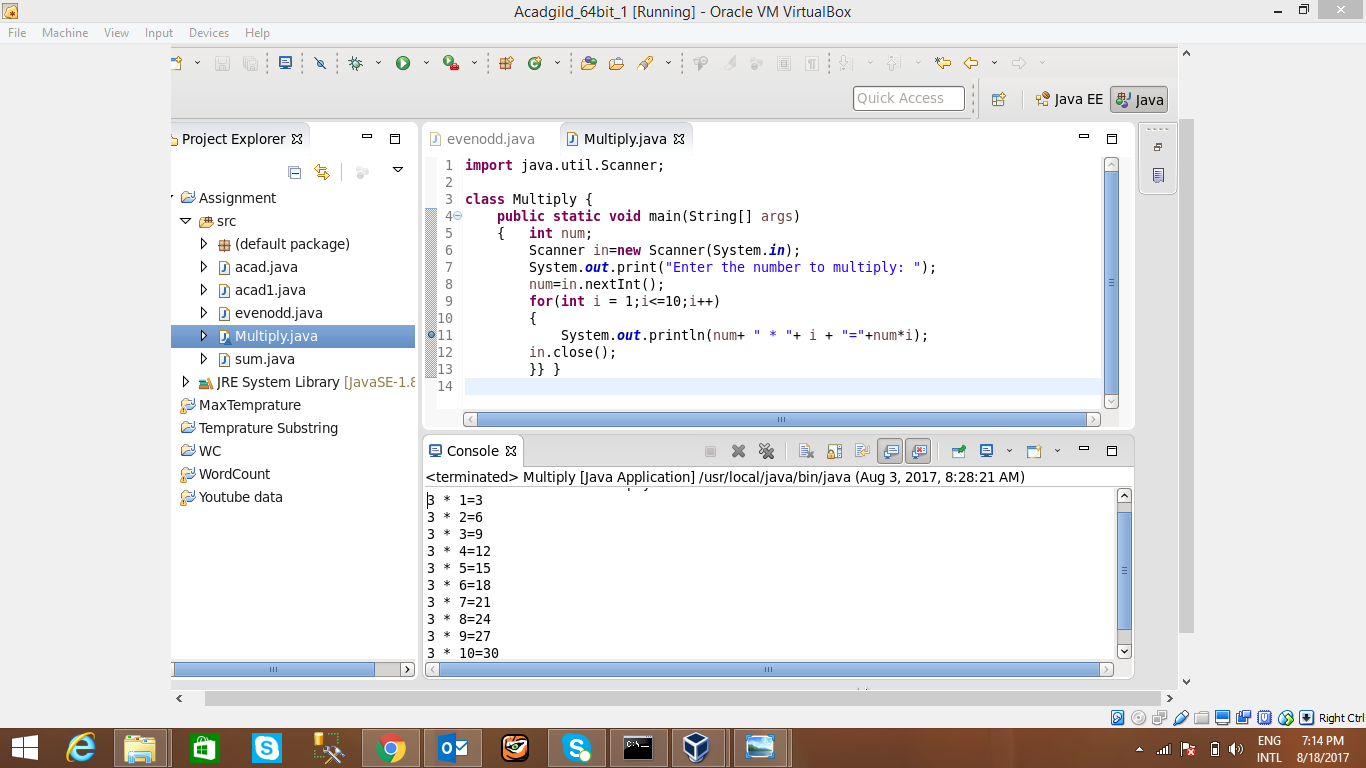 Acadgild_64bit_1 [Running] - Oracle VM VirtualBox
File Machine View Input Devices Help
Quick Access
Java EE
Java
Project Explorer
Assignment
src
(default package)
acad.java
acad1.java
evenodd.java
Multiply.java
sum.java
JRE System Library [JavaSE-1.8
MaxTemprature
Temprature Substring
WC
WordCount
Youtube data
evenodd.java
Multiply.java
1 import java.util.Scanner;
2
3 class Multiply {
4 public static void main(String[] args)
5 { int num;
6 Scanner in=new Scanner(System.in);
7 System.out.print("Enter the number to multiply: ");
8 num=in.nextInt();
9 for(int i = 1;i<=10;i++)
10 {
11 System.out.println(num+ " * "+ i + "="+num*i);
12 in.close();
13 }} }
14
Console
<terminated> Multiply [Java Application] /usr/local/java/bin/java (Aug 3, 2017, 8:28:21 AM)
3 * 1=3
3 * 2=6
3 * 3=9
3 * 4=12
3 * 5=15
3 * 6=18
3 * 7=21
3 * 8=24
3 * 9=27
3 * 10=30
Right Ctrl
ENG
INTL
7:14 PM
8/18/2017